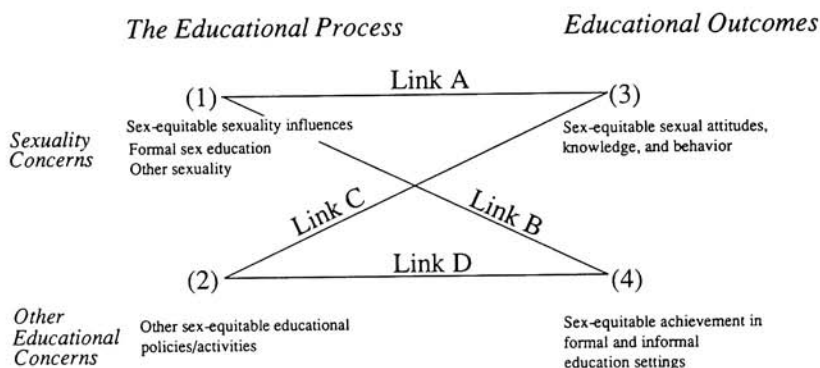 The Educational Process
Educational Outcomes
Link A
(1)
(3)
Sexuality
Concerns
Sex-equitable sexuality influences
Formal sex education
Other sexuality
Sex-equitable sexual attitudes,
knowledge, and behavior
Link C
Link B
Link D
(2)
(4)
Other
Educational
Concerns
Other sex-equitable educational
policies/activities
Sex-equitable achievement in
formal and informal
education settings